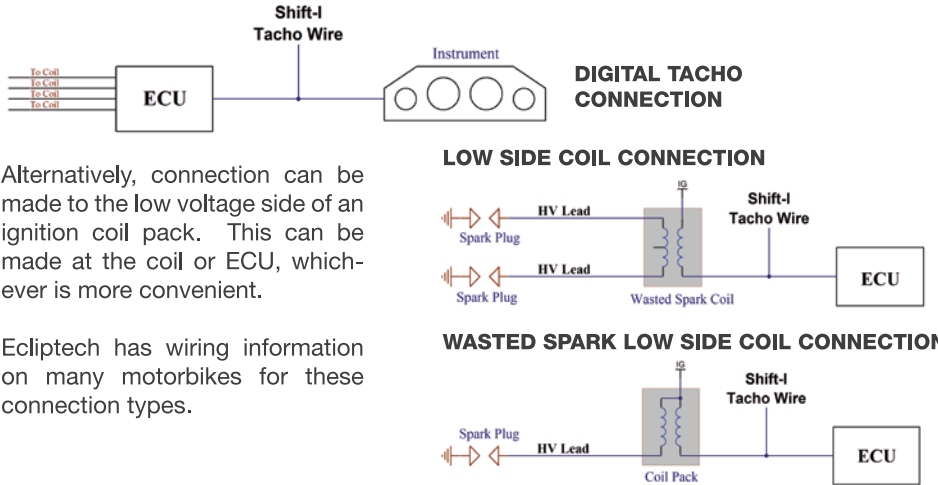 Shift-I
Tacho Wire
Instrument
To Coil
To Coil
To Coil
To Coil
ECU
DIGITAL TACHO
CONNECTION
Alternatively, connection can be
made to the low voltage side of an
ignition coil pack. This can be
made at the coil or ECU, which-
ever is more convenient.
Ecliptech has wiring information
on many motorbikes for these
connection types.
LOW SIDE COIL CONNECTION
IG
Shift-I
Tacho Wire
HV Lead
Spark Plug
HV Lead
Spark Plug
Wasted Spark Coil
ECU
WASTED SPARK LOW SIDE COIL CONNECTION
IG
Shift-I
Tacho Wire
Spark Plug
HV Lead
Coil Pack
ECU